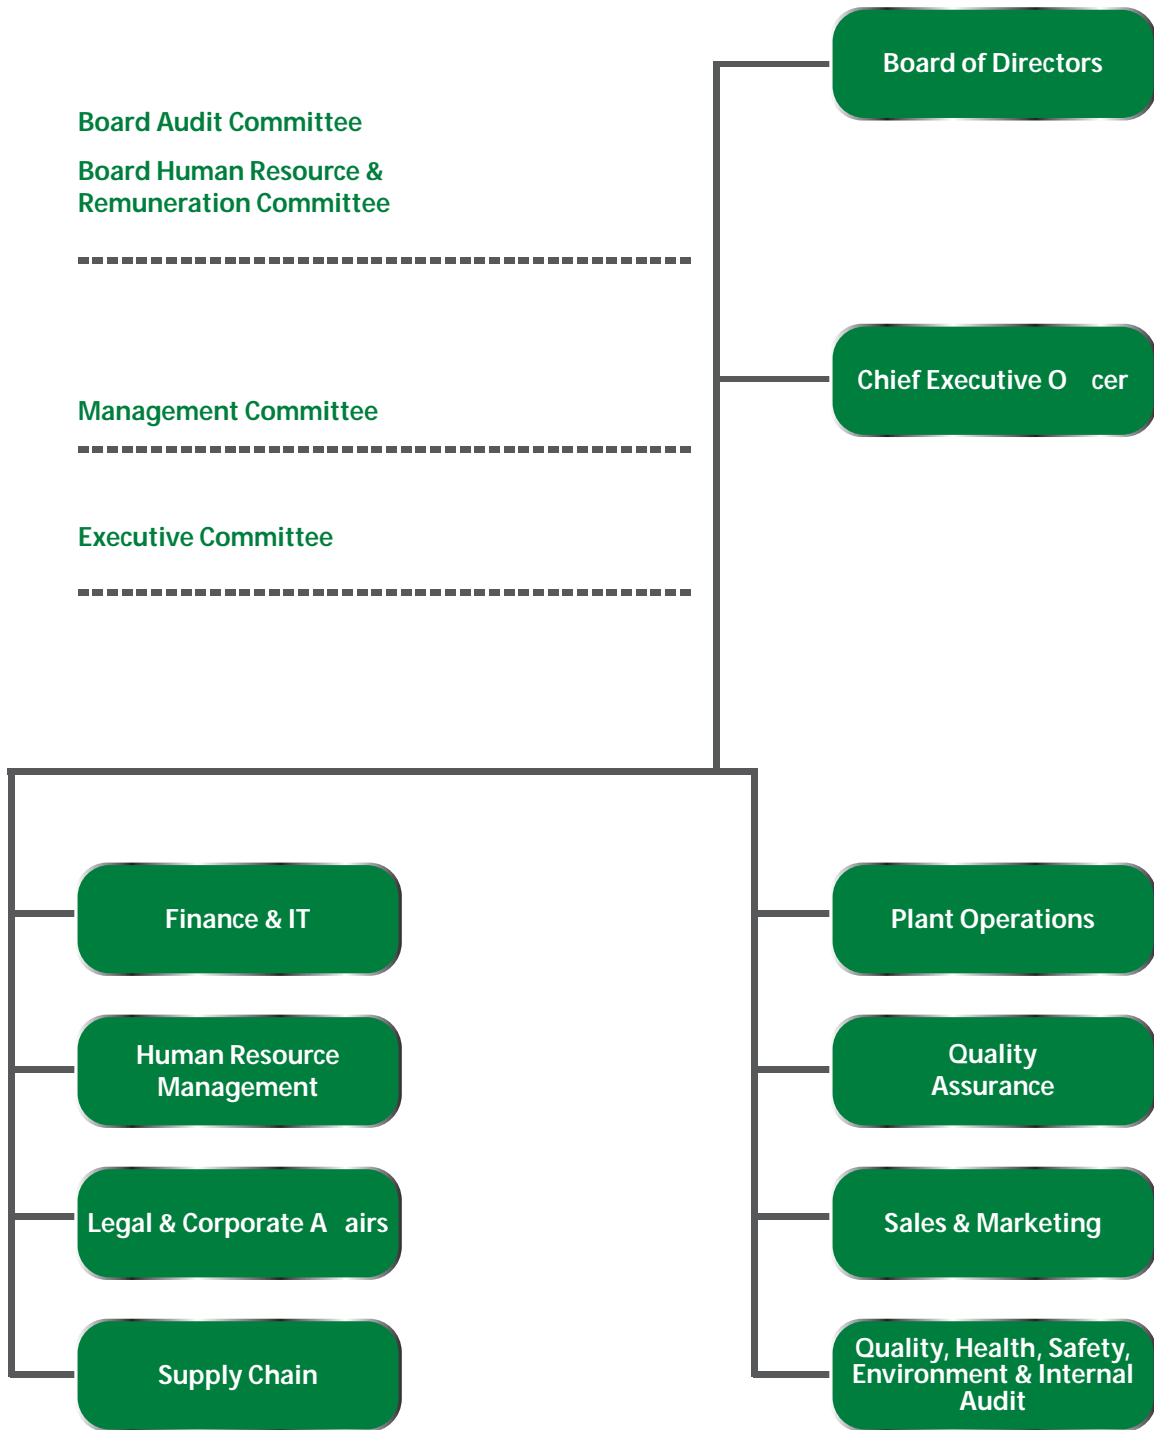 Board of Directors
Board Audit Committee
Board Human Resource &
Remuneration Committee
Chief Executive O cer
Management Committee
Executive Committee
Finance & IT
Human Resource
Management
Legal & Corporate A airs
Supply Chain
Plant Operations
Quality
Assurance
Sales & Marketing
Quality, Health, Safety,
Environment & Internal
Audit